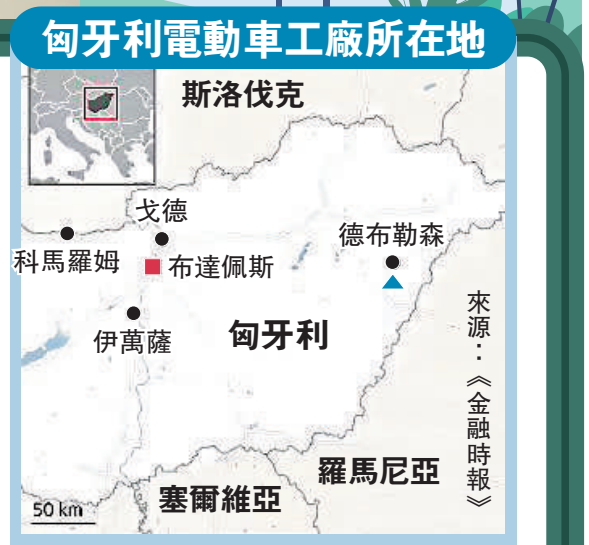 匈牙利電動車工廠所在地
斯洛伐克
戈德
科馬羅姆
布達佩斯
德布勒森
伊萬薩
匈牙利
羅馬尼亞
塞爾維亞
50 km
來源：《金融時報》